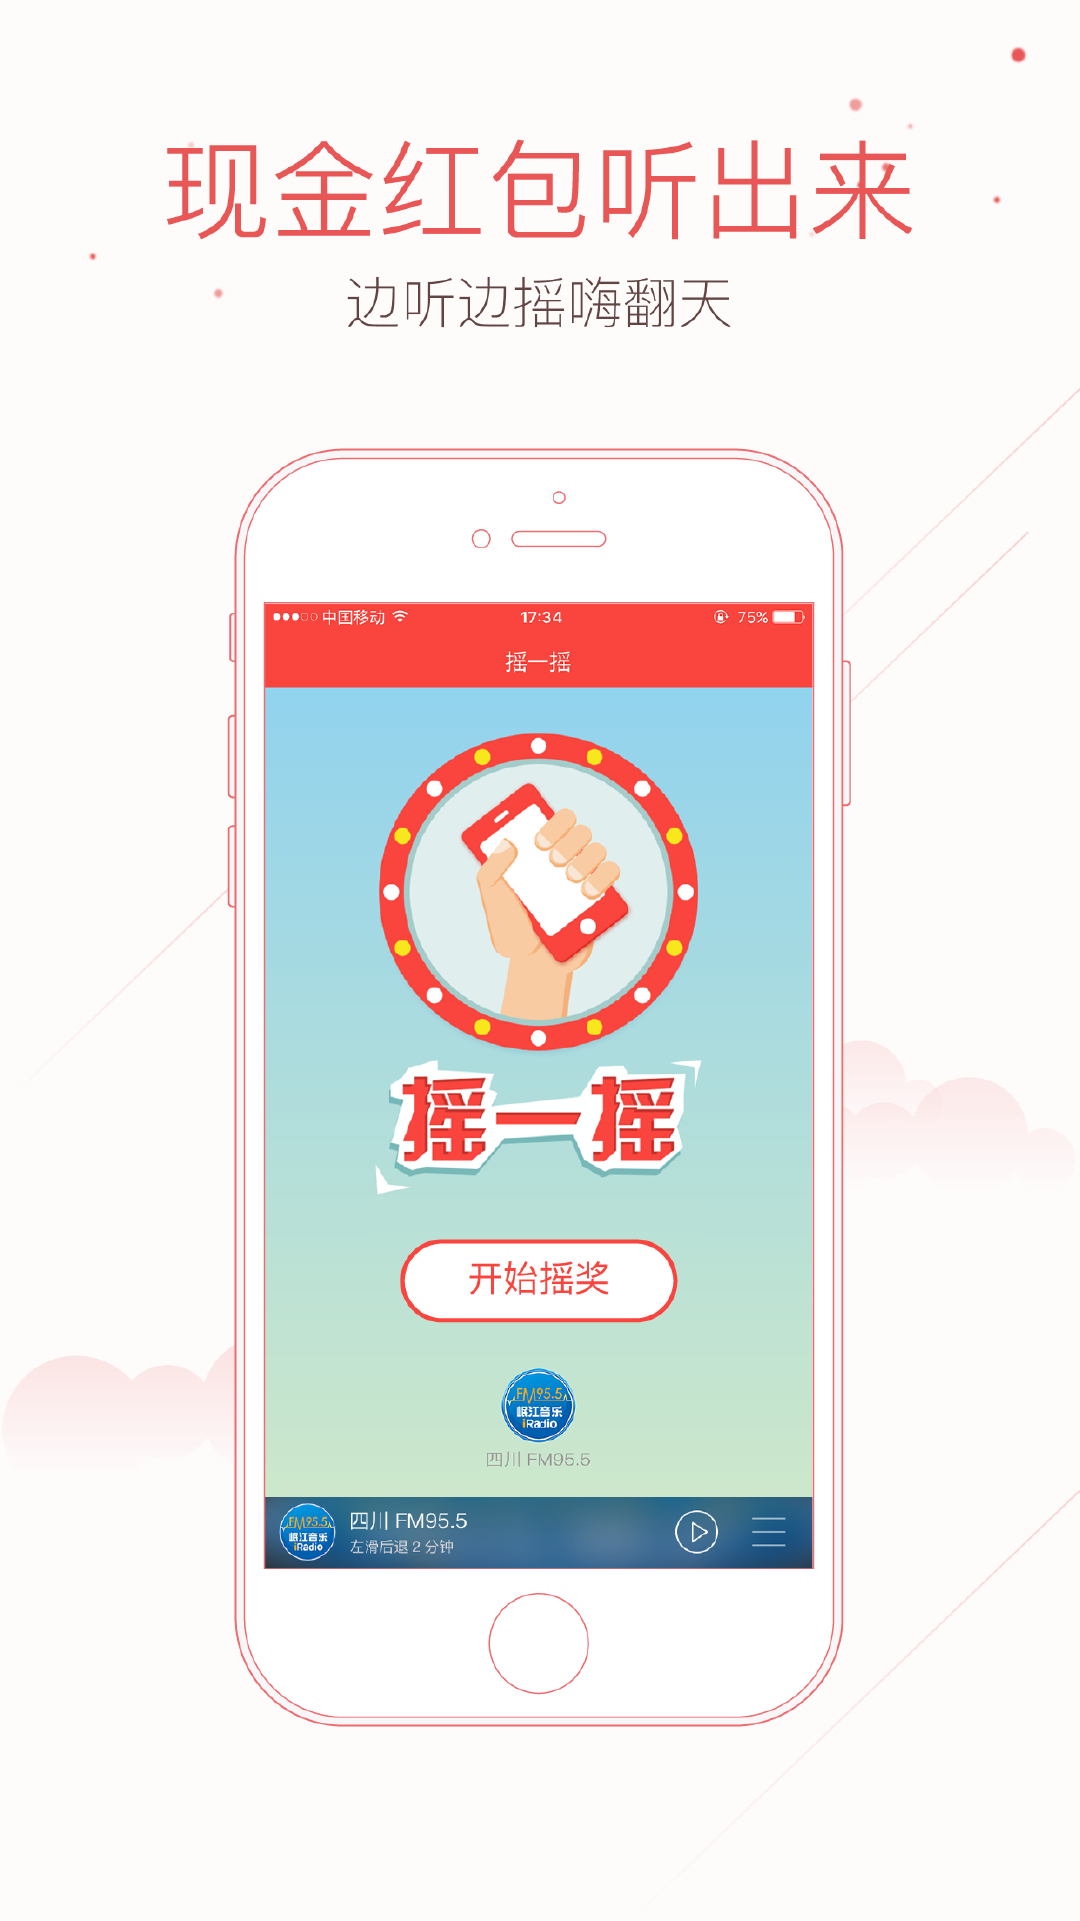 现金红包听出来
边听边摇嗨翻天
中国移动 17:34 75%
摇一摇
摇一摇
开始摇奖
FM95.5
岷江音乐
iRadio
四川 FM95.5
FM95.5
岷江音乐
iRadio
四川 FM95.5
左滑后退 2 分钟